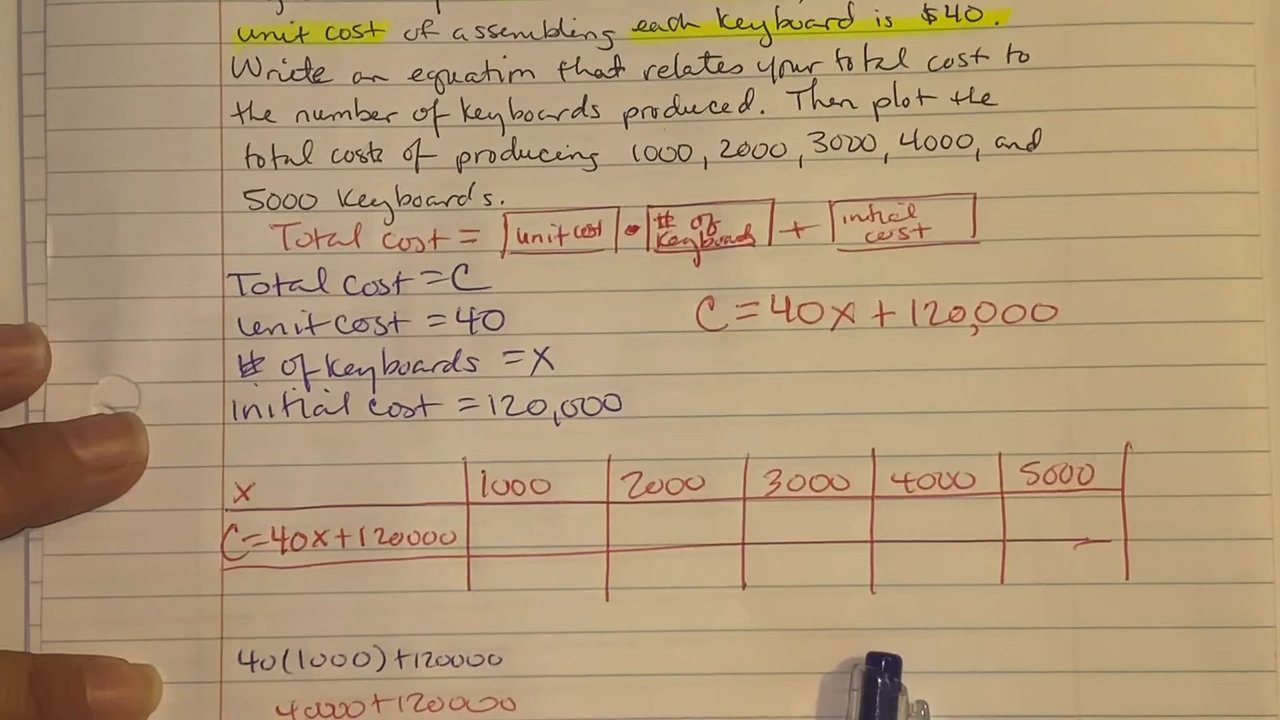 unit cost of assembling each keyboard is $40.
Write an equation that relates your total cost to
the number of keyboards produced. Then plot the
total costs of producing 1000, 2000, 3000, 4000, and
5000 keyboards.
Total cost = unit cost • # of keyboards + initial cost
Total cost = C
unit cost = 40
C = 40x + 120,000
# of keyboards = x
initial cost = 120,000
x 1000 2000 3000 4000 5000
C=40x+120000
40(1000)+120000
40000+120000